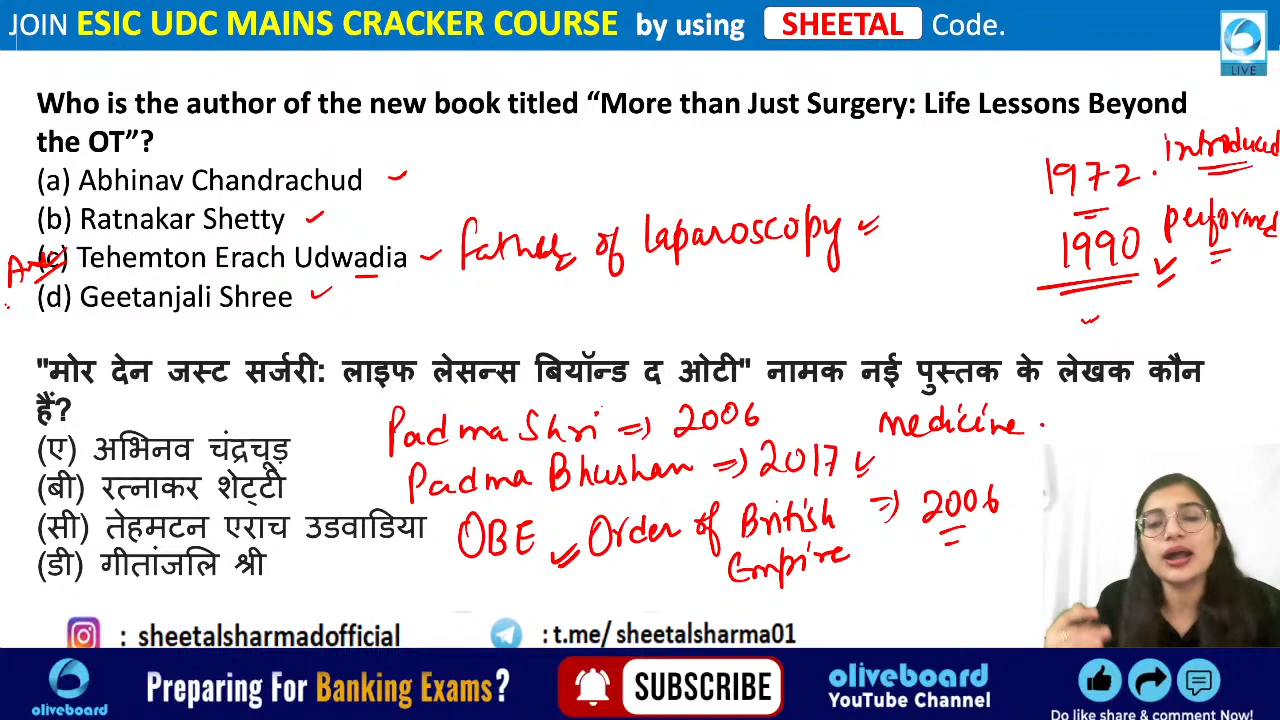 JOIN ESIC UDC MAINS CRACKER COURSE by using SHEETAL Code.
LIVE
Who is the author of the new book titled “More than Just Surgery: Life Lessons Beyond
the OT”?
(a) Abhinav Chandrachud
(b) Ratnakar Shetty
(c) Tehemton Erach Udwadia
(d) Geetanjali Shree
Father of laparoscopy
1972. introduced
1990 performed
"मोर देन जस्ट सर्जरी: लाइफ लेसन्स बियॉन्ड द ओटी" नामक नई पुस्तक के लेखक कौन
हैं?
(ए) अभिनव चंद्रचूड़
(बी) रत्नाकर शेट्टी
(सी) तेहमटन एराच उडवाडिया
(डी) गीतांजलि श्री
Padma Shri => 2006 medicine.
Padma Bhushan => 2017
OBE Order of British => 2006
Empire
: sheetalsharmadofficial : t.me/ sheetalsharma01
oliveboard
Preparing For Banking Exams?
SUBSCRIBE
oliveboard
YouTube Channel
Do like share & comment Now!